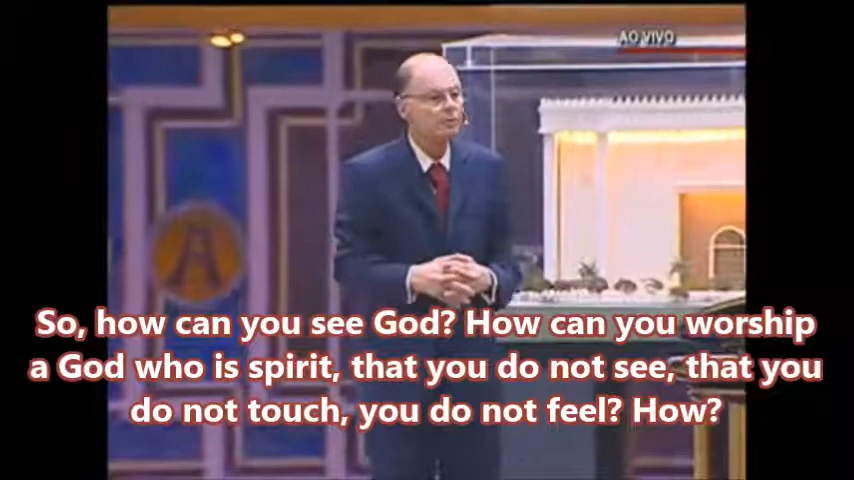 AO VIVO
A
So, how can you see God? How can you worship
a God who is spirit, that you do not see, that you
do not touch, you do not feel? How?